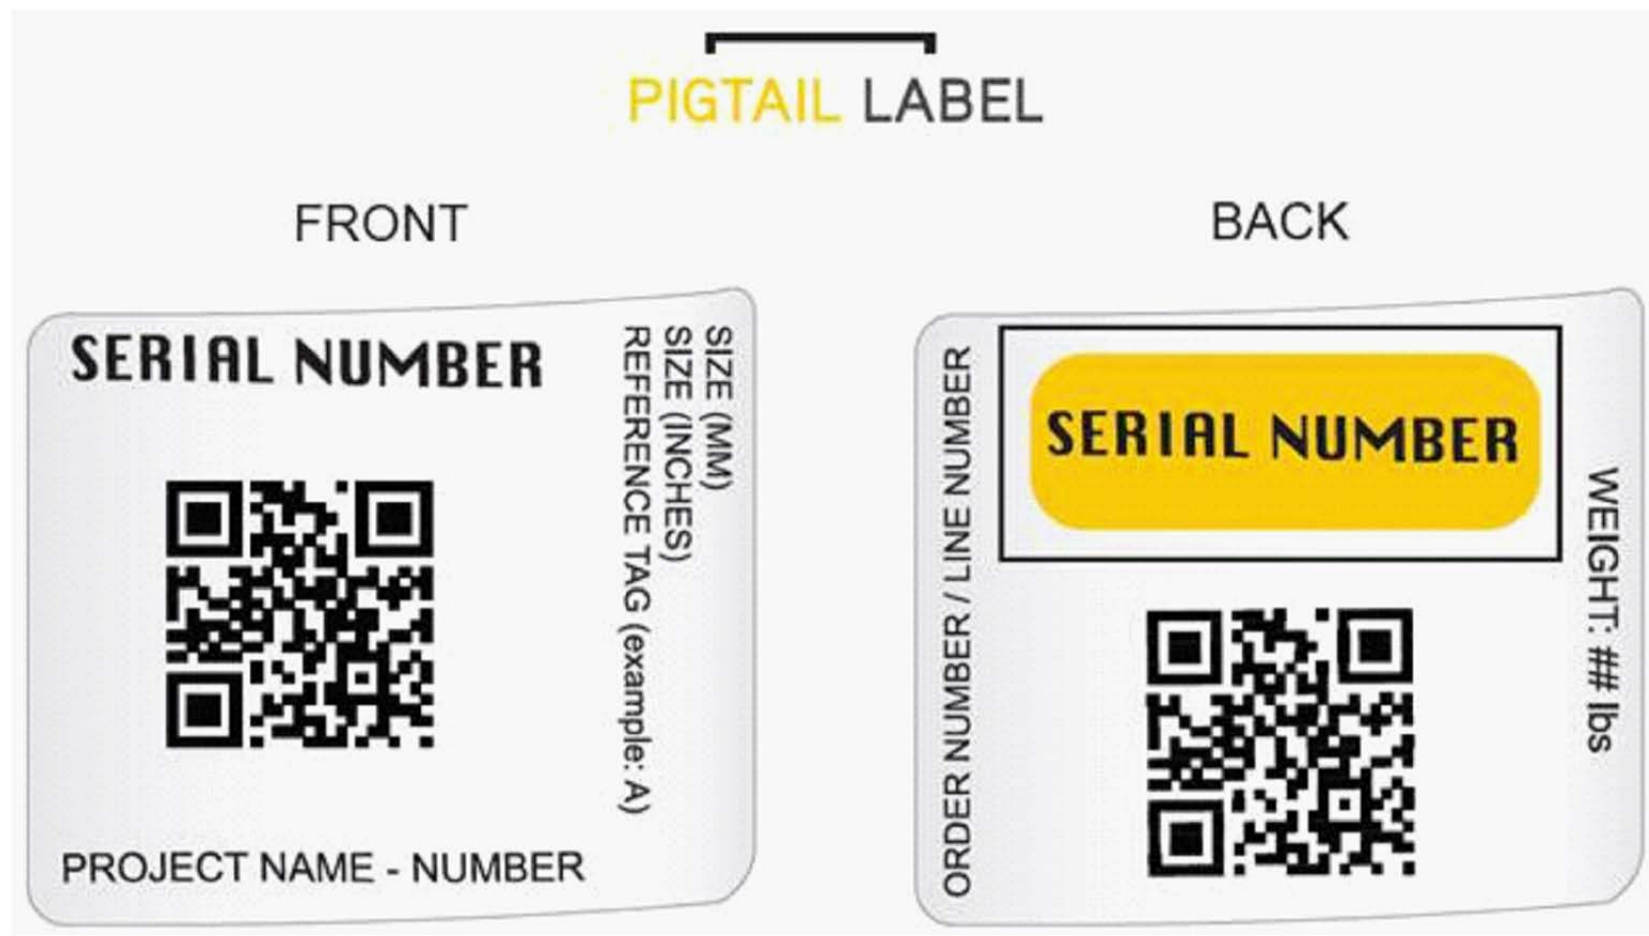 PIGTAIL LABEL
FRONT
SERIAL NUMBER
SIZE (MM)
SIZE (INCHES)
REFERENCE TAG (example: A)
PROJECT NAME - NUMBER
BACK
ORDER NUMBER / LINE NUMBER
SERIAL NUMBER
WEIGHT: ## lbs